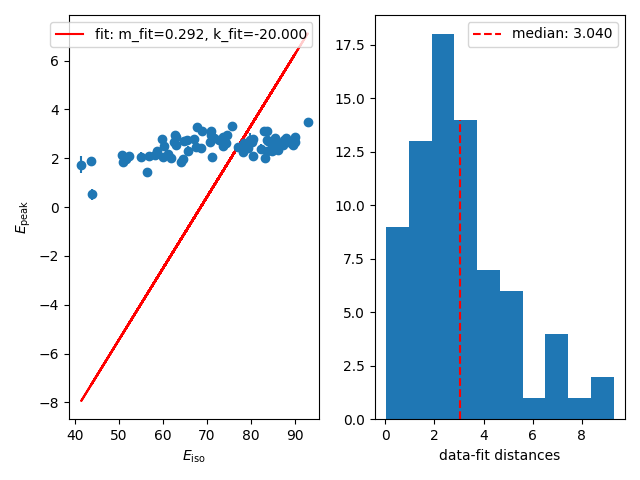 fit: m_fit=0.292, k_fit=-20.000
6
4
2
0
−2
−4
−6
−8
E_peak
40 50 60 70 80 90
E_iso
median: 3.040
17.5
15.0
12.5
10.0
7.5
5.0
2.5
0.0
0 2 4 6 8
data-fit distances